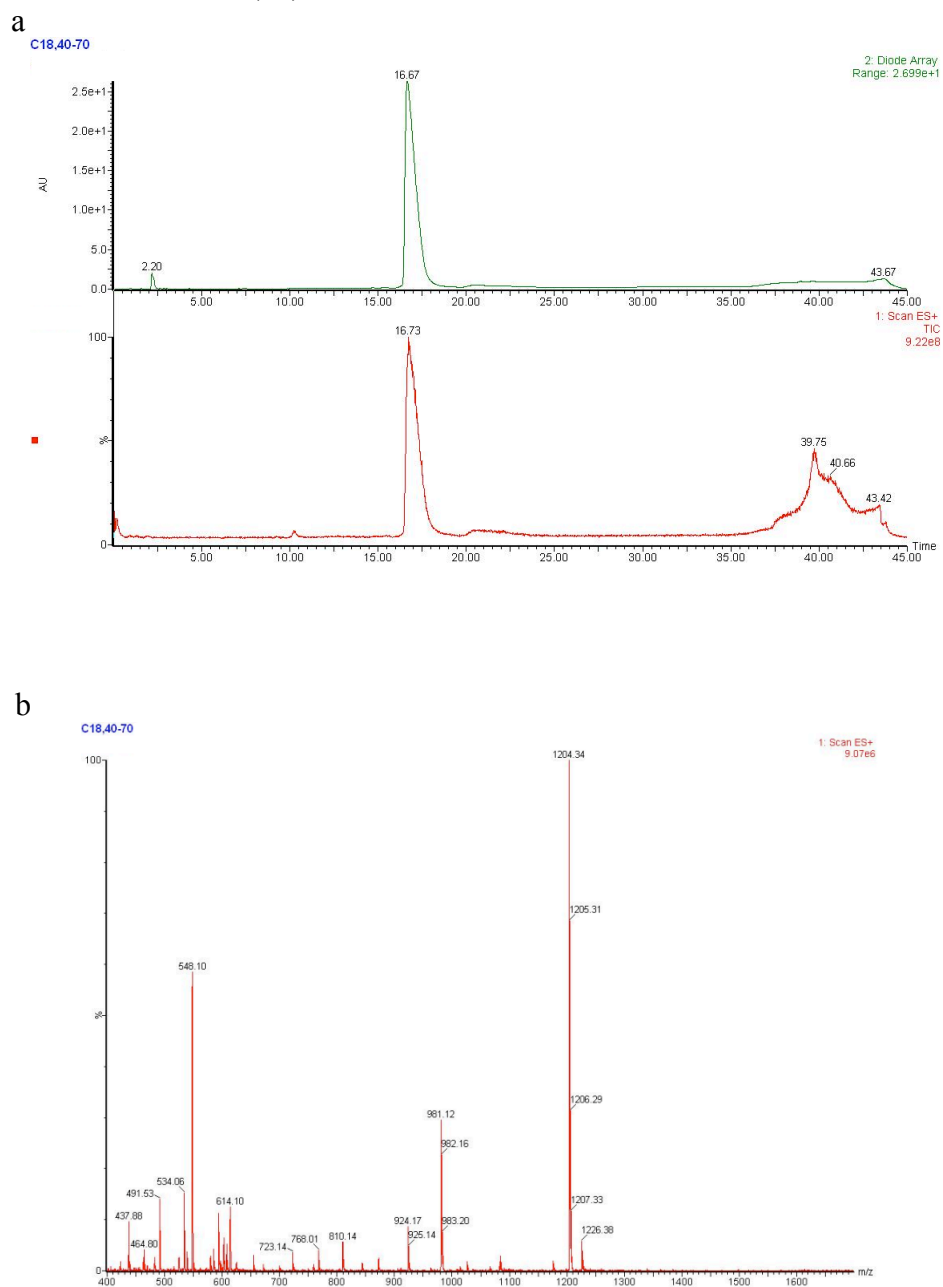 a
C18,40-70
2: Diode Array
Range: 2.699e+1
16.67
2.5e+1
2.0e+1
1.5e+1
AU
1.0e+1
5.0
2.20
43.67
0.0
5.00 10.00 15.00 20.00 25.00 30.00 35.00 40.00 45.00
1: Scan ES+
TIC
9.22e8
16.73
100
%
39.75
40.66
43.42
0
Time
5.00 10.00 15.00 20.00 25.00 30.00 35.00 40.00 45.00
b
C18,40-70
1: Scan ES+
9.07e6
1204.34
100
1205.31
548.10
%
1206.29
981.12
982.16
534.06
491.53
614.10
1207.33
437.88
983.20
924.17
1226.38
464.80
768.01
810.14
925.14
723.14
0
m/z
400 500 600 700 800 900 1000 1100 1200 1300 1400 1500 1600